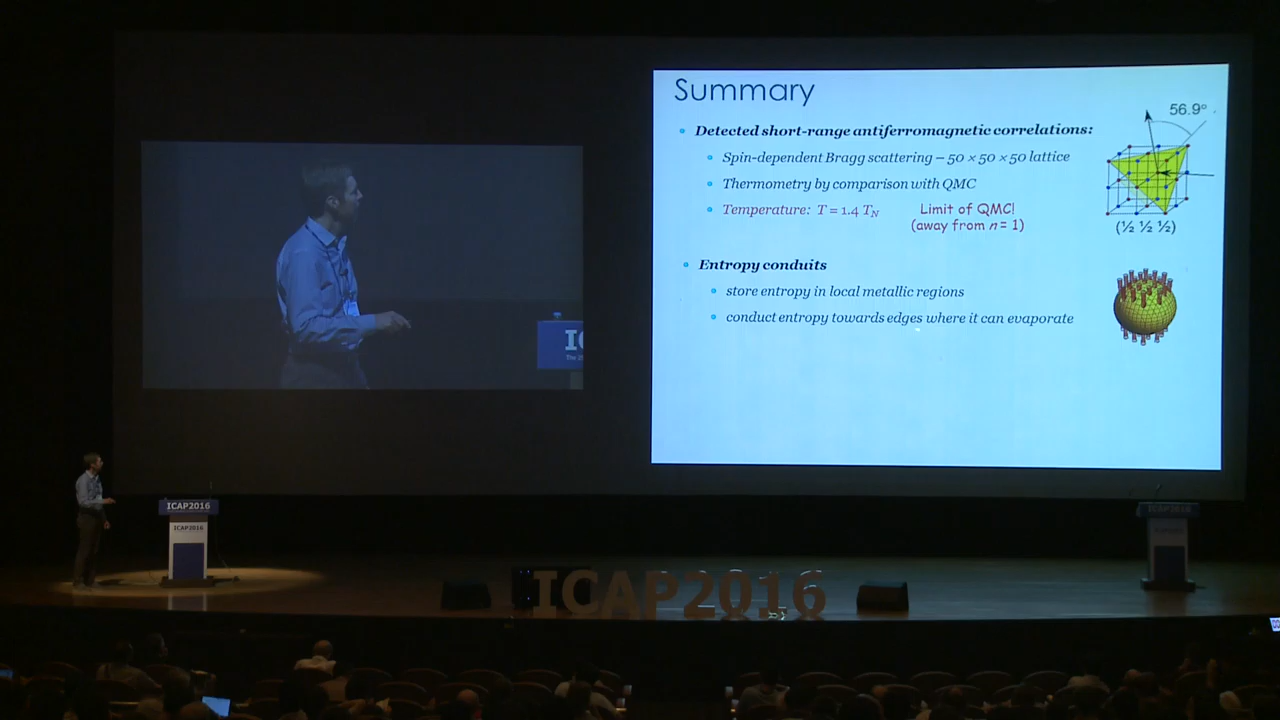 Summary
56.9°
Detected short-range antiferromagnetic correlations:
Spin-dependent Bragg scattering – 50 × 50 × 50 lattice
Thermometry by comparison with QMC
Temperature: T = 1.4 T_N
Limit of QMC!
(away from n = 1)
(½ ½ ½)
Entropy conduits
store entropy in local metallic regions
conduct entropy towards edges where it can evaporate
IC
The 2
ICAP2016
ICAP2016
ICAP2016
ICAP2016